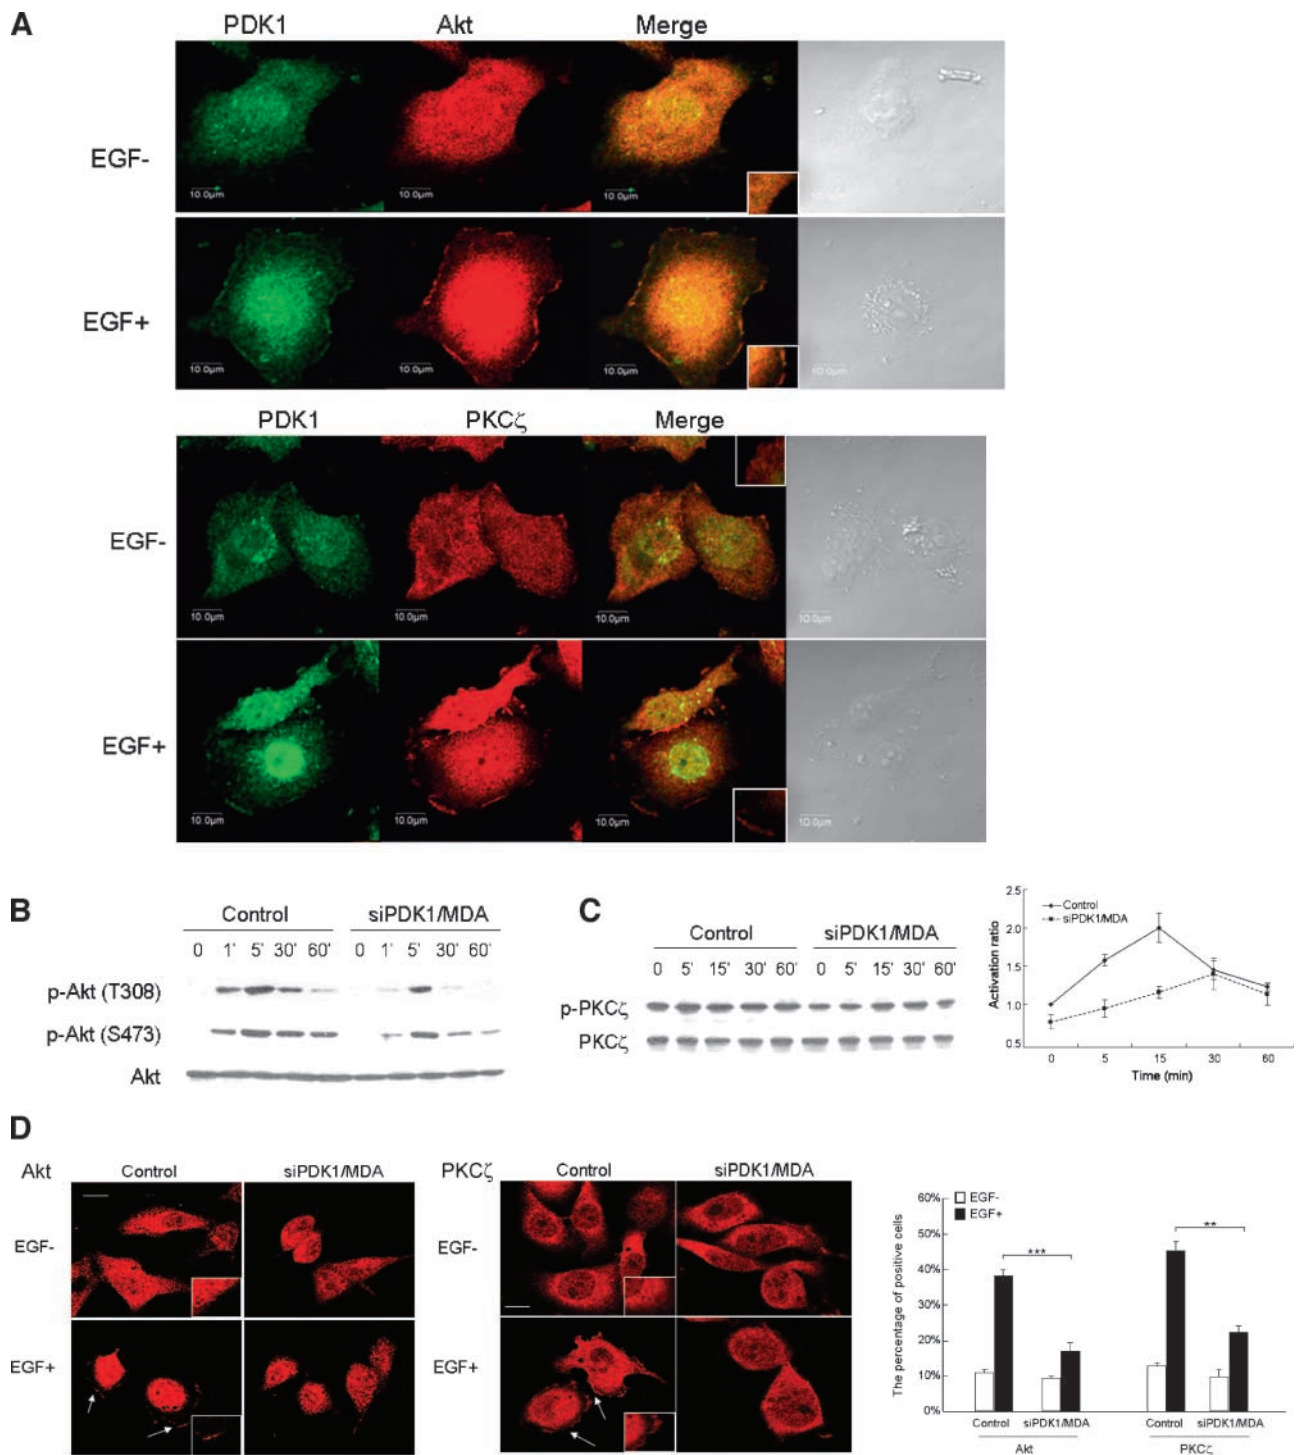 A
PDK1 Akt Merge
EGF-
10.0µm 10.0µm 10.0µm 10.0µm
EGF+
10.0µm 10.0µm 10.0µm 10.0µm
PDK1 PKCζ Merge
EGF-
10.0µm 10.0µm 10.0µm 10.0µm
EGF+
10.0µm 10.0µm 10.0µm 10.0µm
B
Control siPDK1/MDA
0 1' 5' 30' 60' 0 1' 5' 30' 60'
p-Akt (T308)
p-Akt (S473)
Akt
C
Control siPDK1/MDA
0 5' 15' 30' 60' 0 5' 15' 30' 60'
p-PKCζ
PKCζ
Activation ratio
2.5
2.0
1.5
1.0
0.5
Control
siPDK1/MDA
0 5 15 30 60
Time (min)
D
Akt Control siPDK1/MDA
EGF-
EGF+
PKCζ Control siPDK1/MDA
EGF-
EGF+
The percentage of positive cells
60%
50%
40%
30%
20%
10%
0%
EGF-
EGF+
*** **
Control siPDK1/MDA Control siPDK1/MDA
Akt PKCζ